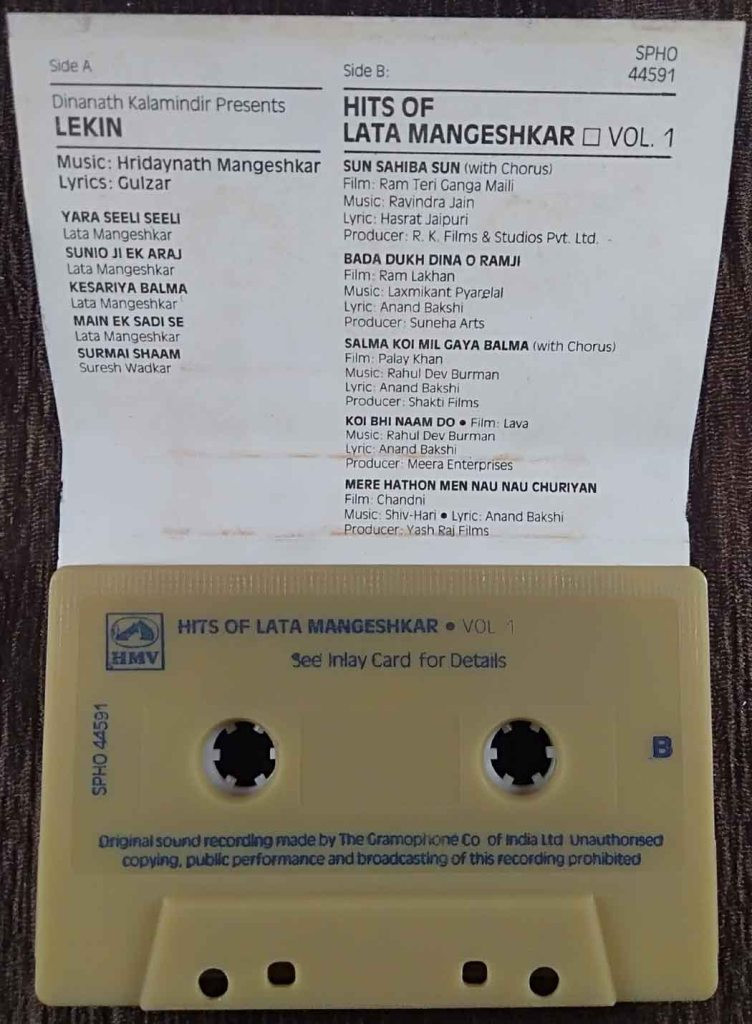 Side A
Dinanath Kalamindir Presents
LEKIN
Music: Hridaynath Mangeshkar
Lyrics: Gulzar
YARA SEELI SEELI
Lata Mangeshkar
SUNIO JI EK ARAJ
Lata Mangeshkar
KESARIYA BALMA
Lata Mangeshkar
MAIN EK SADI SE
Lata Mangeshkar
SURMAI SHAAM
Suresh Wadkar
SPHO
44591
Side B:
HITS OF
LATA MANGESHKAR □ VOL. 1
SUN SAHIBA SUN (with Chorus)
Film: Ram Teri Ganga Maili
Music: Ravindra Jain
Lyric: Hasrat Jaipuri
Producer: R. K. Films & Studios Pvt. Ltd.
BADA DUKH DINA O RAMJI
Film: Ram Lakhan
Music: Laxmikant Pyarelal
Lyric: Anand Bakshi
Producer: Suneha Arts
SALMA KOI MIL GAYA BALMA (with Chorus)
Film: Palay Khan
Music: Rahul Dev Burman
Lyric: Anand Bakshi
Producer: Shakti Films
KOI BHI NAAM DO • Film: Lava
Music: Rahul Dev Burman
Lyric: Anand Bakshi
Producer: Meera Enterprises
MERE HATHON MEN NAU NAU CHURIYAN
Film: Chandni
Music: Shiv-Hari • Lyric: Anand Bakshi
Producer: Yash Raj Films
HMV
HITS OF LATA MANGESHKAR • VOL 1
See Inlay Card for Details
SPHO 44591
B
Original sound recording made by The Gramophone Co of India Ltd Unauthorised
copying, public performance and broadcasting of this recording prohibited